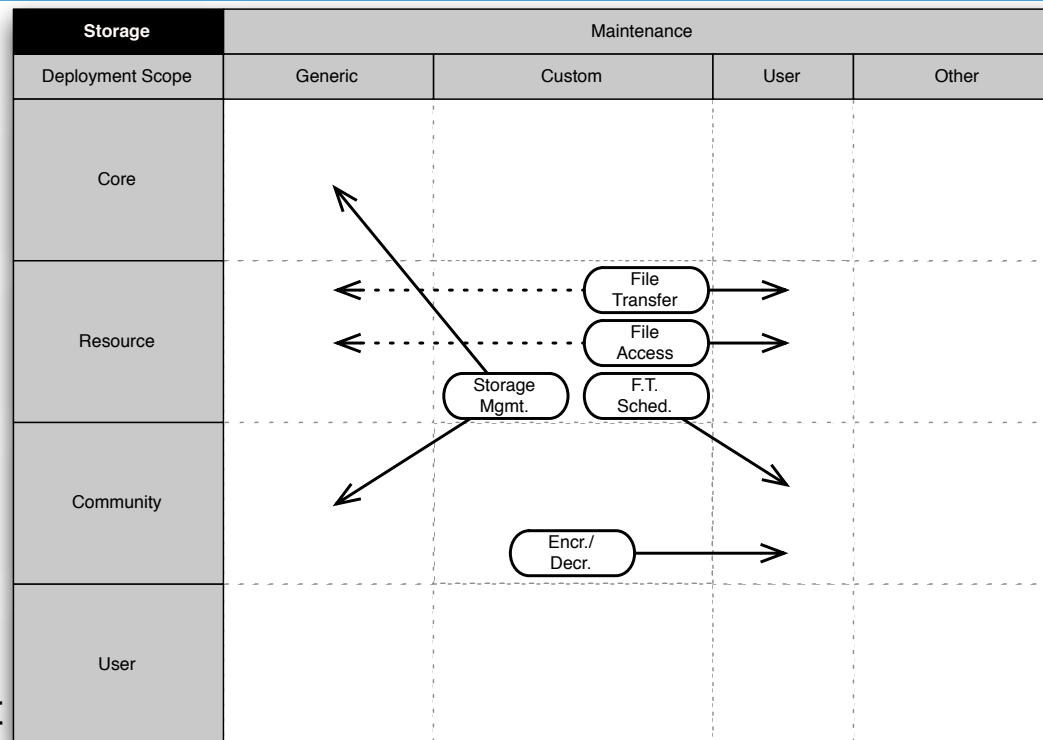 Storage
Maintenance
Deployment Scope
Generic
Custom
User
Other
Core
Resource
File
Transfer
File
Access
Storage
Mgmt.
F.T.
Sched.
Community
Encr./
Decr.
User